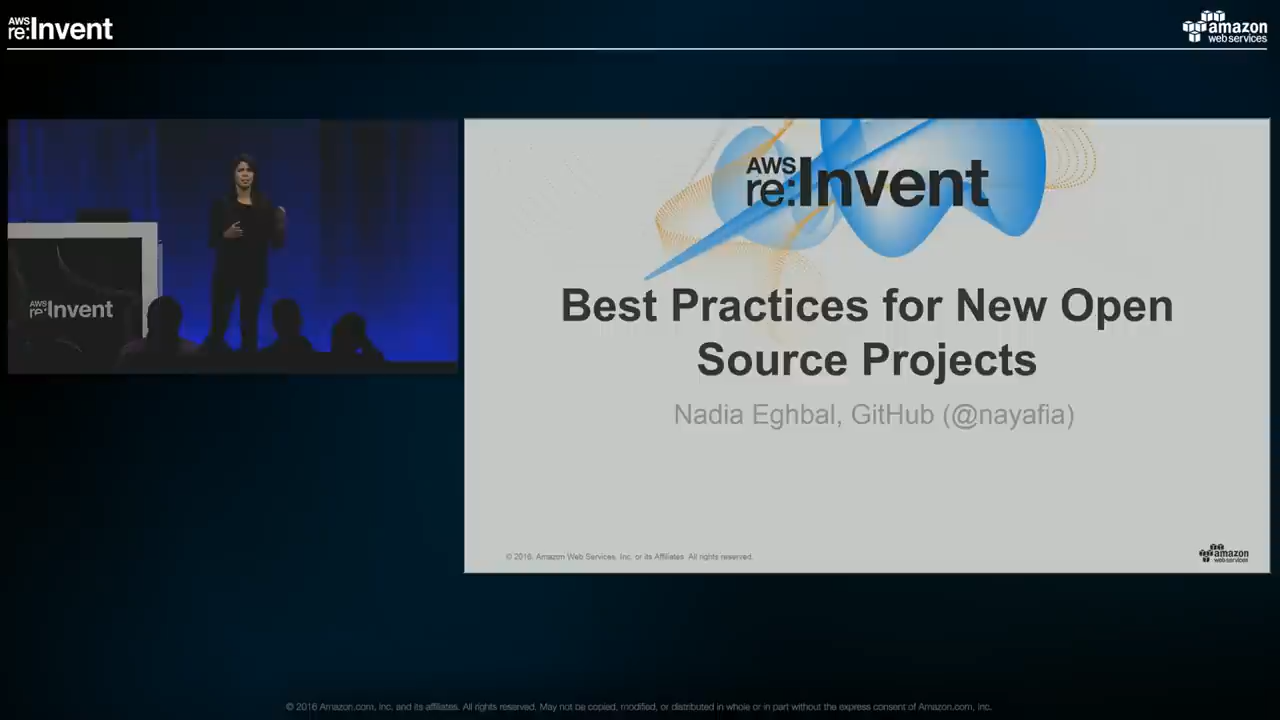 AWS
re:Invent
amazon
web services
AWS
re:Invent
AWS
re:Invent
Best Practices for New Open
Source Projects
Nadia Eghbal, GitHub (@nayafia)
© 2016, Amazon Web Services, Inc. or its Affiliates. All rights reserved.
amazon
web services
© 2016 Amazon.com, Inc. and its affiliates. All rights reserved. May not be copied, modified, or distributed in whole or in part without the express consent of Amazon.com, Inc.